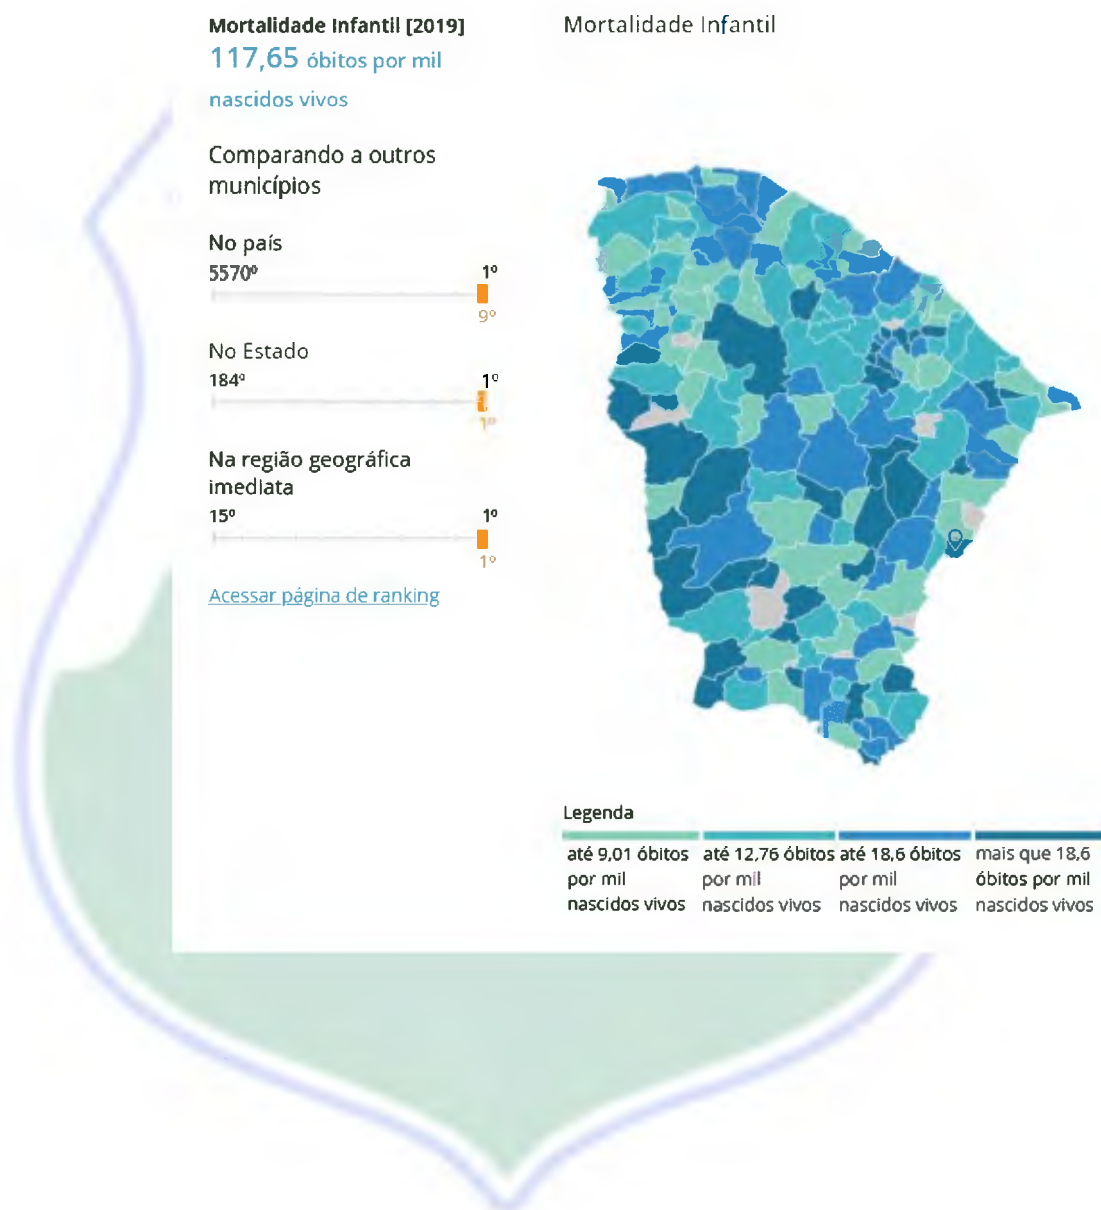 Mortalidade Infantil [2019]
117,65 óbitos por mil
nascidos vivos
Comparando a outros
municípios
No país
5570º 1º
9º
No Estado
184º 1º
1º
Na região geográfica
imediata
15º 1º
1º
Acessar página de ranking
Mortalidade Infantil
Legenda
até 9,01 óbitos
por mil
nascidos vivos
até 12,76 óbitos
por mil
nascidos vivos
até 18,6 óbitos
por mil
nascidos vivos
mais que 18,6
óbitos por mil
nascidos vivos